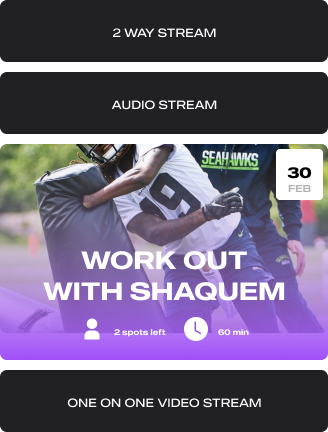 2 WAY STREAM
AUDIO STREAM
SEAHAWKS
30
FEB
19
WORK OUT
WITH SHAQUEM
2 spots left
60 min
ONE ON ONE VIDEO STREAM